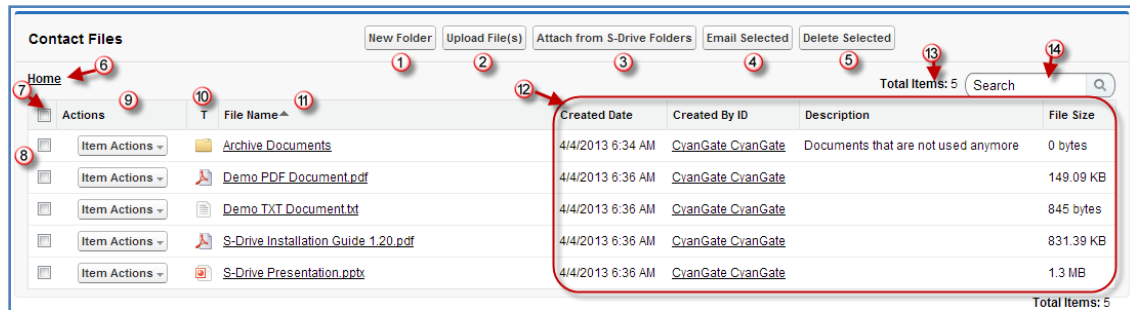 Contact Files New Folder Upload File(s) Attach from S-Drive Folders Email Selected Delete Selected
1 2 3 4 5 13 14
Home 6 Total Items: 5 Search
7 9 10 11 12
Actions T File Name Created Date Created By ID Description File Size
8 Item Actions Archive Documents 4/4/2013 6:34 AM CyanGate CyanGate Documents that are not used anymore 0 bytes
Item Actions Demo PDF Document.pdf 4/4/2013 6:36 AM CyanGate CyanGate 149.09 KB
Item Actions Demo TXT Document.txt 4/4/2013 6:36 AM CyanGate CyanGate 845 bytes
Item Actions S-Drive Installation Guide 1.20.pdf 4/4/2013 6:36 AM CyanGate CyanGate 831.39 KB
Item Actions S-Drive Presentation.pptx 4/4/2013 6:36 AM CyanGate CyanGate 1.3 MB
Total Items: 5